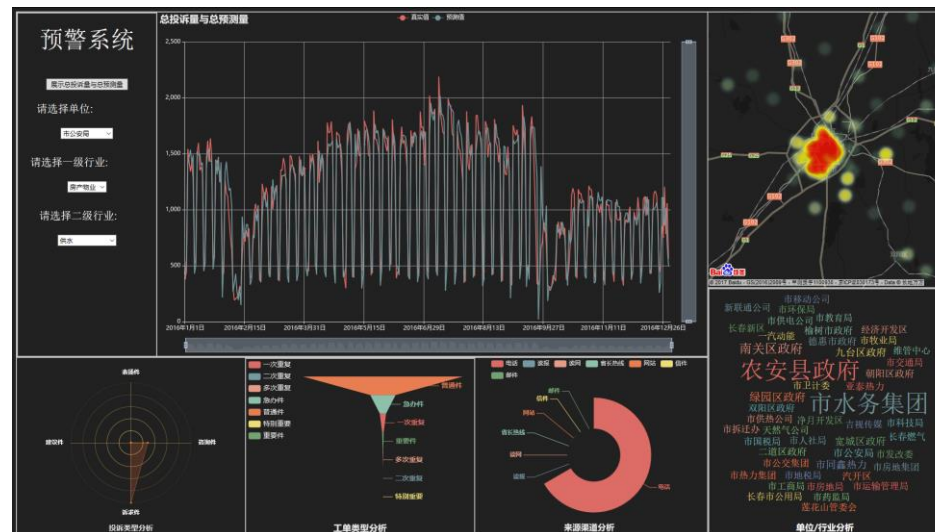 预警系统
展示总投诉量与总预测量
请选择单位:
市公安局
请选择一级行业:
房产物业
请选择二级行业:
供水
总投诉量与总预测量
真实值
预测值
2,500
2,000
1,500
1,000
500
0
2016年1月1日
2016年2月15日
2016年3月31日
2016年5月15日
2016年6月29日
2016年8月13日
2016年9月27日
2016年11月11日
2016年12月26日
投诉类型分析
一次重复
二次重复
多次重复
急办件
普通件
特别重要
重要件
普通件
急办件
一次重复
重要件
多次重复
二次重复
特别重要
工单类型分析
电话
省长热线
网站
信件
邮件
邮件
信件
网站
省长热线
电话
来源渠道分析
市移动公司
新联通公司
市环保局
市供电公司
市教育局
长春新区
榆树市政府
经济开发区
一汽动能
德惠市政府
市牧业局
南关区政府
九台区政府
维管中心
市交通局
农安县政府
朝阳区政府
市卫计委
亚泰热力
绿园区政府
市水务集团
双阳区政府
市供热公司
净月开发区
吉视传媒
市科技局
市拆迁办
天然气公司
市国税局
市人社局
宽城区政府
长春燃气
二道区政府
市公安局
市发改委
市公交集团
市同鑫热力
市房地集团
市热力集团
市地税局
汽开区
市工商局
市房地局
市运输管理局
长春市公用局
市药监局
莲花山管委会
单位/行业分析